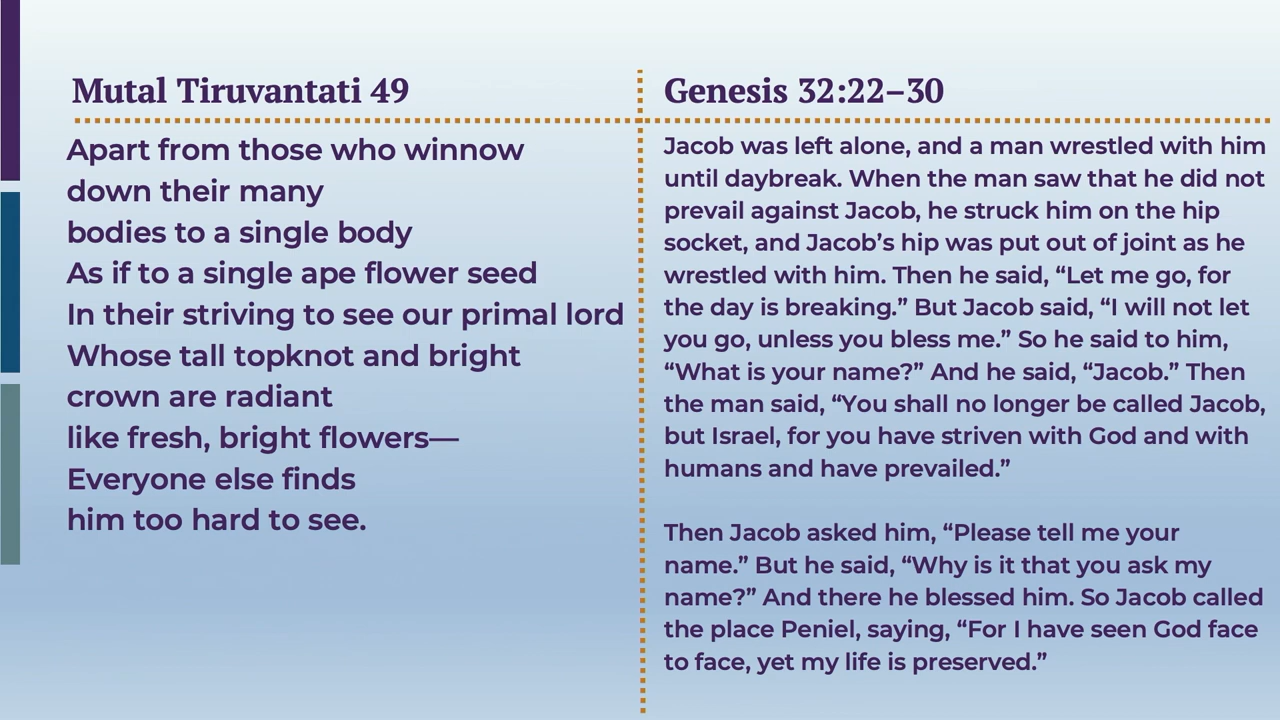 Mutal Tiruvantati 49
Apart from those who winnow
down their many
bodies to a single body
As if to a single ape flower seed
In their striving to see our primal lord
Whose tall topknot and bright
crown are radiant
like fresh, bright flowers—
Everyone else finds
him too hard to see.
Genesis 32:22–30
Jacob was left alone, and a man wrestled with him
until daybreak. When the man saw that he did not
prevail against Jacob, he struck him on the hip
socket, and Jacob’s hip was put out of joint as he
wrestled with him. Then he said, “Let me go, for
the day is breaking.” But Jacob said, “I will not let
you go, unless you bless me.” So he said to him,
“What is your name?” And he said, “Jacob.” Then
the man said, “You shall no longer be called Jacob,
but Israel, for you have striven with God and with
humans and have prevailed.”
Then Jacob asked him, “Please tell me your
name.” But he said, “Why is it that you ask my
name?” And there he blessed him. So Jacob called
the place Peniel, saying, “For I have seen God face
to face, yet my life is preserved.”